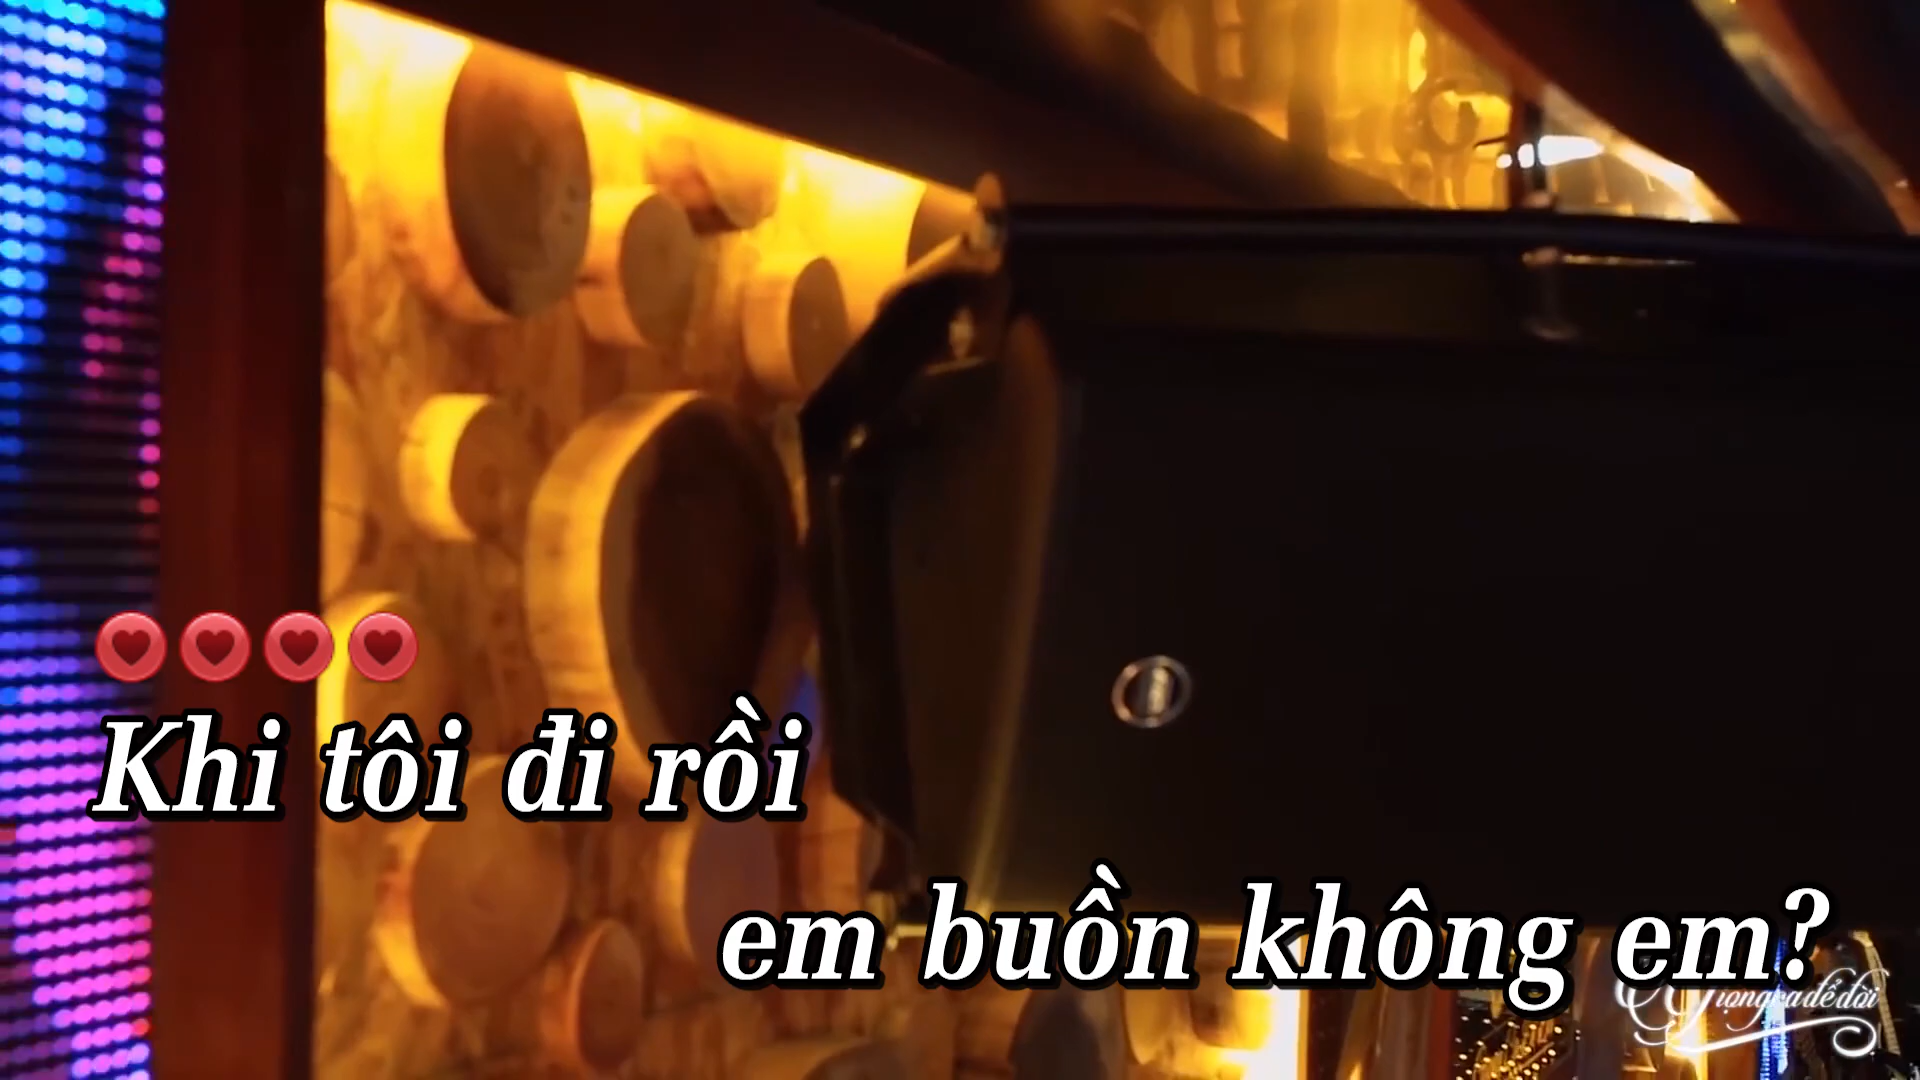 Khi tôi đi rồi
em buồn không em?